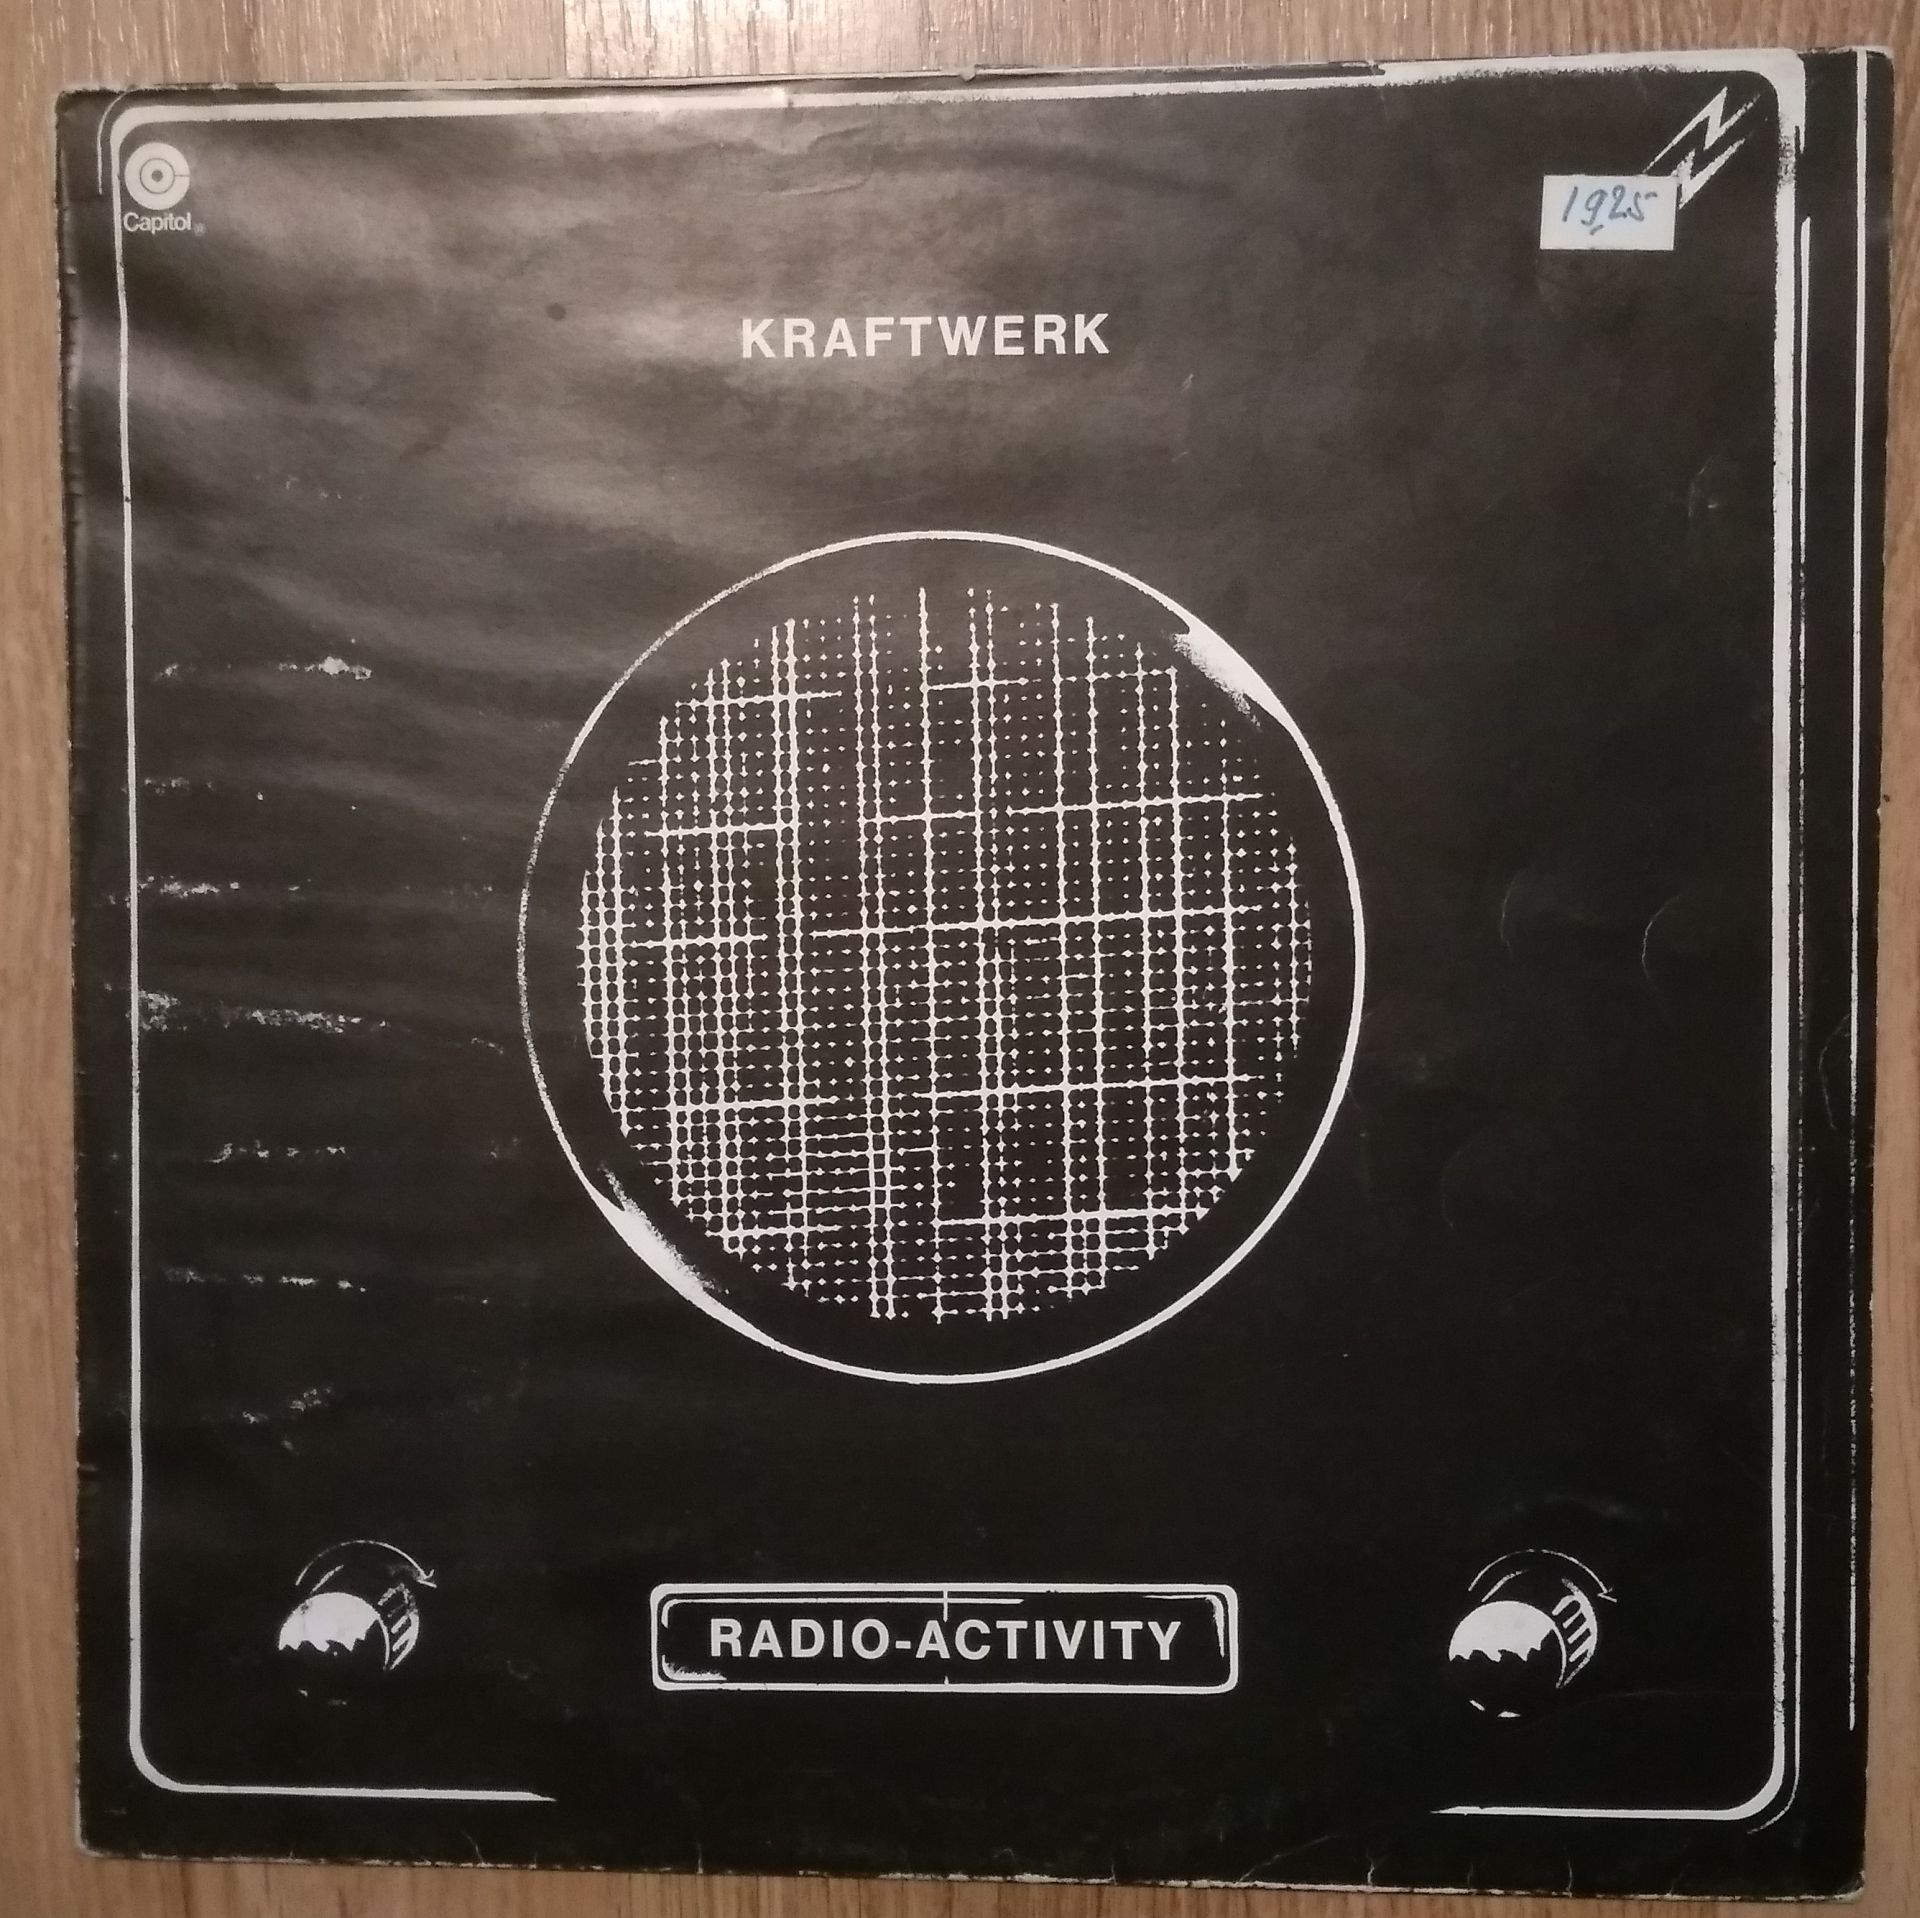 Capitol®
1925
KRAFTWERK
RADIO-ACTIVITY